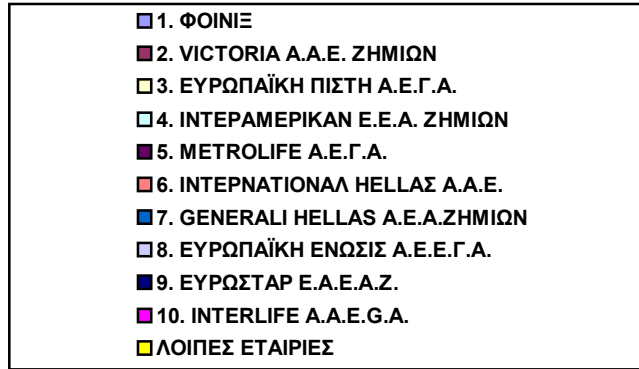 1. ΦΟΙΝΙΞ
2. VICTORIA Α.Α.Ε. ΖΗΜΙΩΝ
3. ΕΥΡΩΠΑΪΚΗ ΠΙΣΤΗ Α.Ε.Γ.Α.
4. ΙΝΤΕΡΑΜΕΡΙΚΑΝ Ε.Ε.Α. ΖΗΜΙΩΝ
5. METROLIFE Α.Ε.Γ.Α.
6. ΙΝΤΕΡΝΑΤΙΟΝΑΛ HELLAΣ Α.Α.Ε.
7. GENERALI HELLAS Α.Ε.Α.ΖΗΜΙΩΝ
8. ΕΥΡΩΠΑΪΚΗ ΕΝΩΣΙΣ Α.Ε.Ε.Γ.Α.
9. ΕΥΡΩΣΤΑΡ Ε.Α.Ε.Α.Ζ.
10. INTERLIFE A.A.E.G.A.
ΛΟΙΠΕΣ ΕΤΑΙΡΙΕΣ